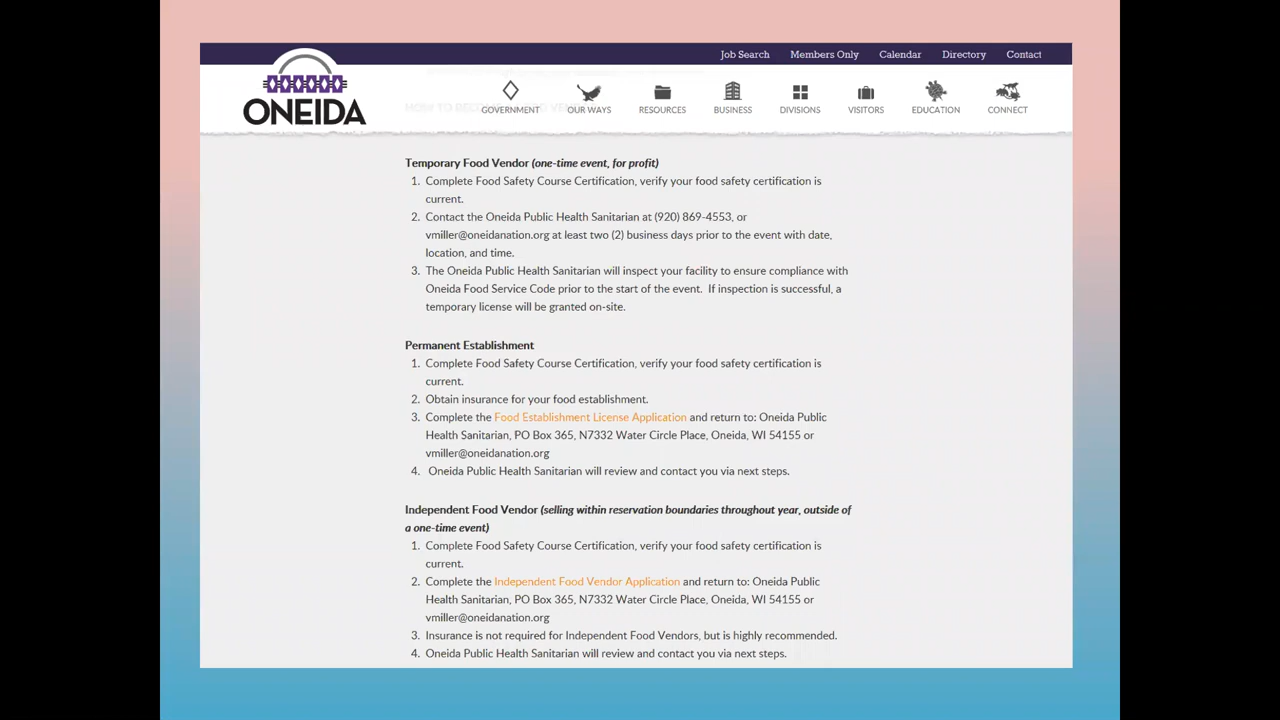 Job Search Members Only Calendar Directory Contact
ONEIDA
GOVERNMENT OUR WAYS RESOURCES BUSINESS DIVISIONS VISITORS EDUCATION CONNECT
Temporary Food Vendor (one-time event, for profit)
1. Complete Food Safety Course Certification, verify your food safety certification is
current.
2. Contact the Oneida Public Health Sanitarian at (920) 869-4553, or
vmiller@oneidanation.org at least two (2) business days prior to the event with date,
location, and time.
3. The Oneida Public Health Sanitarian will inspect your facility to ensure compliance with
Oneida Food Service Code prior to the start of the event. If inspection is successful, a
temporary license will be granted on-site.
Permanent Establishment
1. Complete Food Safety Course Certification, verify your food safety certification is
current.
2. Obtain insurance for your food establishment.
3. Complete the Food Establishment License Application and return to: Oneida Public
Health Sanitarian, PO Box 365, N7332 Water Circle Place, Oneida, WI 54155 or
vmiller@oneidanation.org
4. Oneida Public Health Sanitarian will review and contact you via next steps.
Independent Food Vendor (selling within reservation boundaries throughout year, outside of
a one-time event)
1. Complete Food Safety Course Certification, verify your food safety certification is
current.
2. Complete the Independent Food Vendor Application and return to: Oneida Public
Health Sanitarian, PO Box 365, N7332 Water Circle Place, Oneida, WI 54155 or
vmiller@oneidanation.org
3. Insurance is not required for Independent Food Vendors, but is highly recommended.
4. Oneida Public Health Sanitarian will review and contact you via next steps.